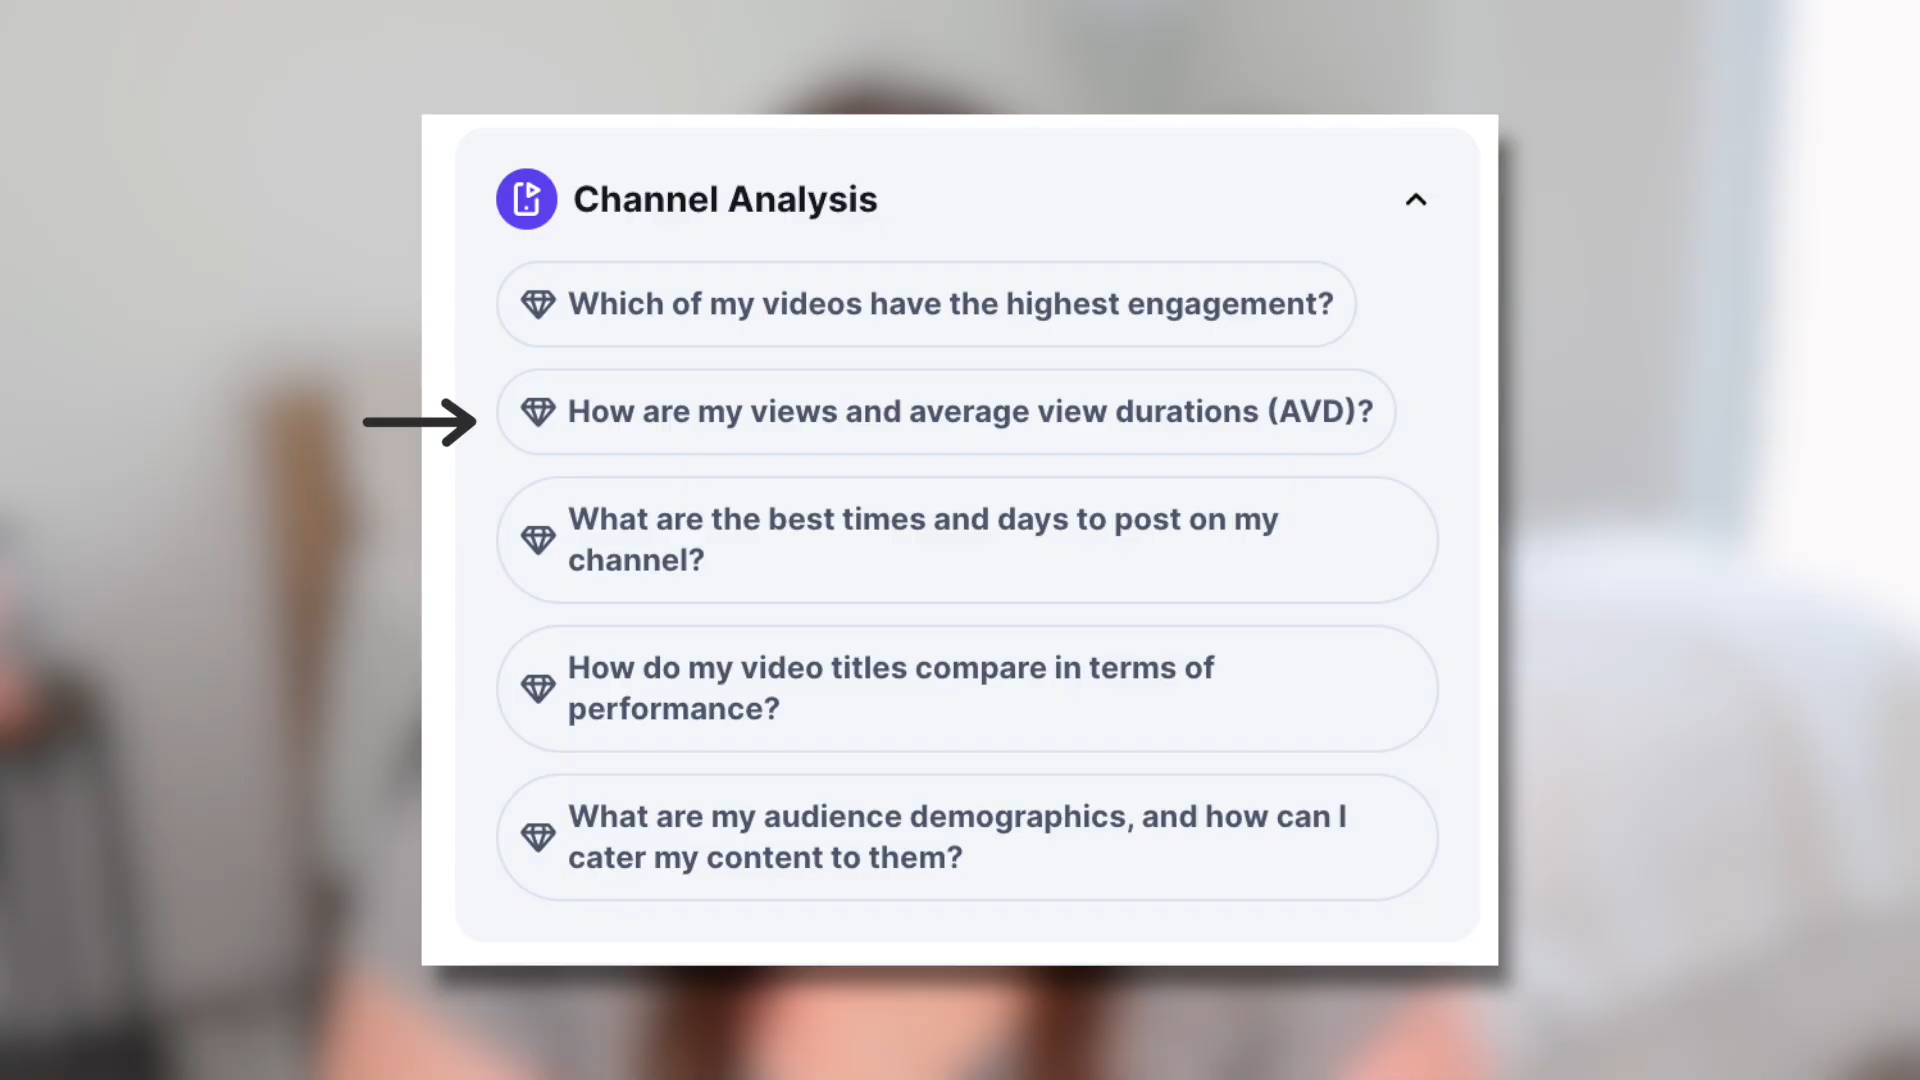 Channel Analysis
Which of my videos have the highest engagement?
How are my views and average view durations (AVD)?
What are the best times and days to post on my
channel?
How do my video titles compare in terms of
performance?
What are my audience demographics, and how can I
cater my content to them?